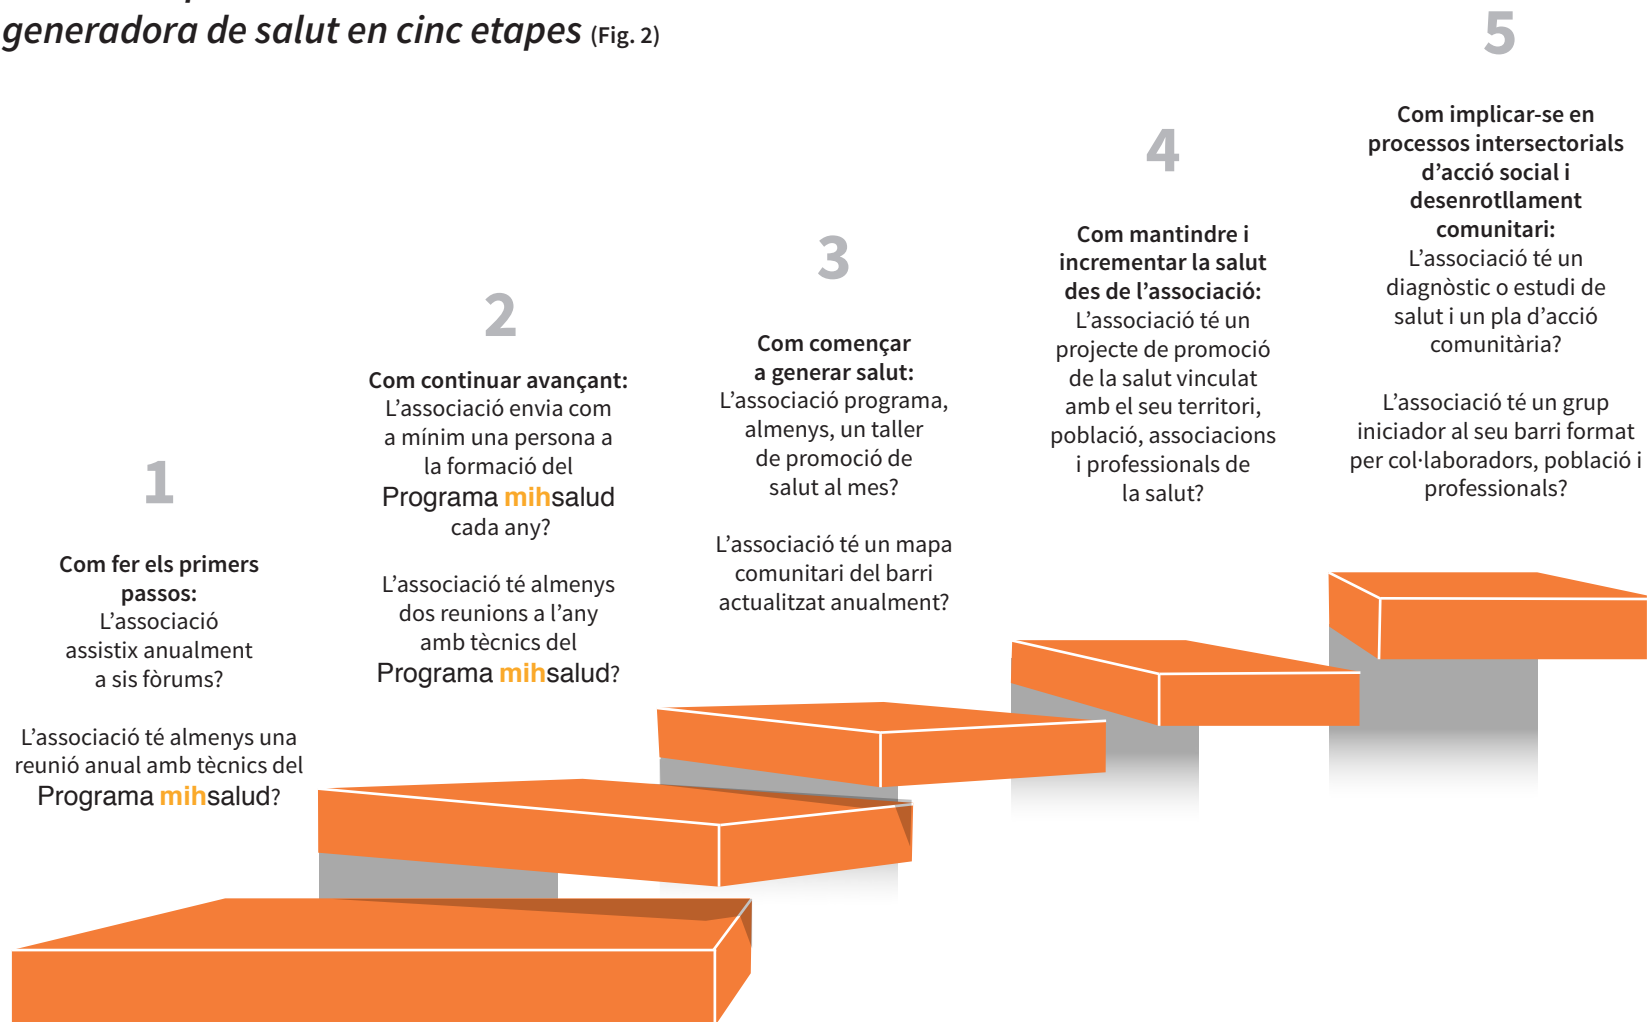 generadora de salut en cinc etapes (Fig. 2)
1
Com fer els primers
passos:
L’associació
assistix anualment
a sis fòrums?
L’associació té almenys una
reunió anual amb tècnics del
Programa mihsalud?
2
Com continuar avançant:
L’associació envia com
a mínim una persona a
la formació del
Programa mihsalud
cada any?
L’associació té almenys
dos reunions a l’any
amb tècnics del
Programa mihsalud?
3
Com començar
a generar salut:
L’associació programa,
almenys, un taller
de promoció de
salut al mes?
L’associació té un mapa
comunitari del barri
actualitzat anualment?
4
Com mantindre i
incrementar la salut
des de l’associació:
L’associació té un
projecte de promoció
de la salut vinculat
amb el seu territori,
població, associacions
i professionals de
la salut?
5
Com implicar-se en
processos intersectorials
d’acció social i
desenrotllament
comunitari:
L’associació té un
diagnòstic o estudi de
salut i un pla d’acció
comunitària?
L’associació té un grup
iniciador al seu barri format
per col·laboradors, població i
professionals?